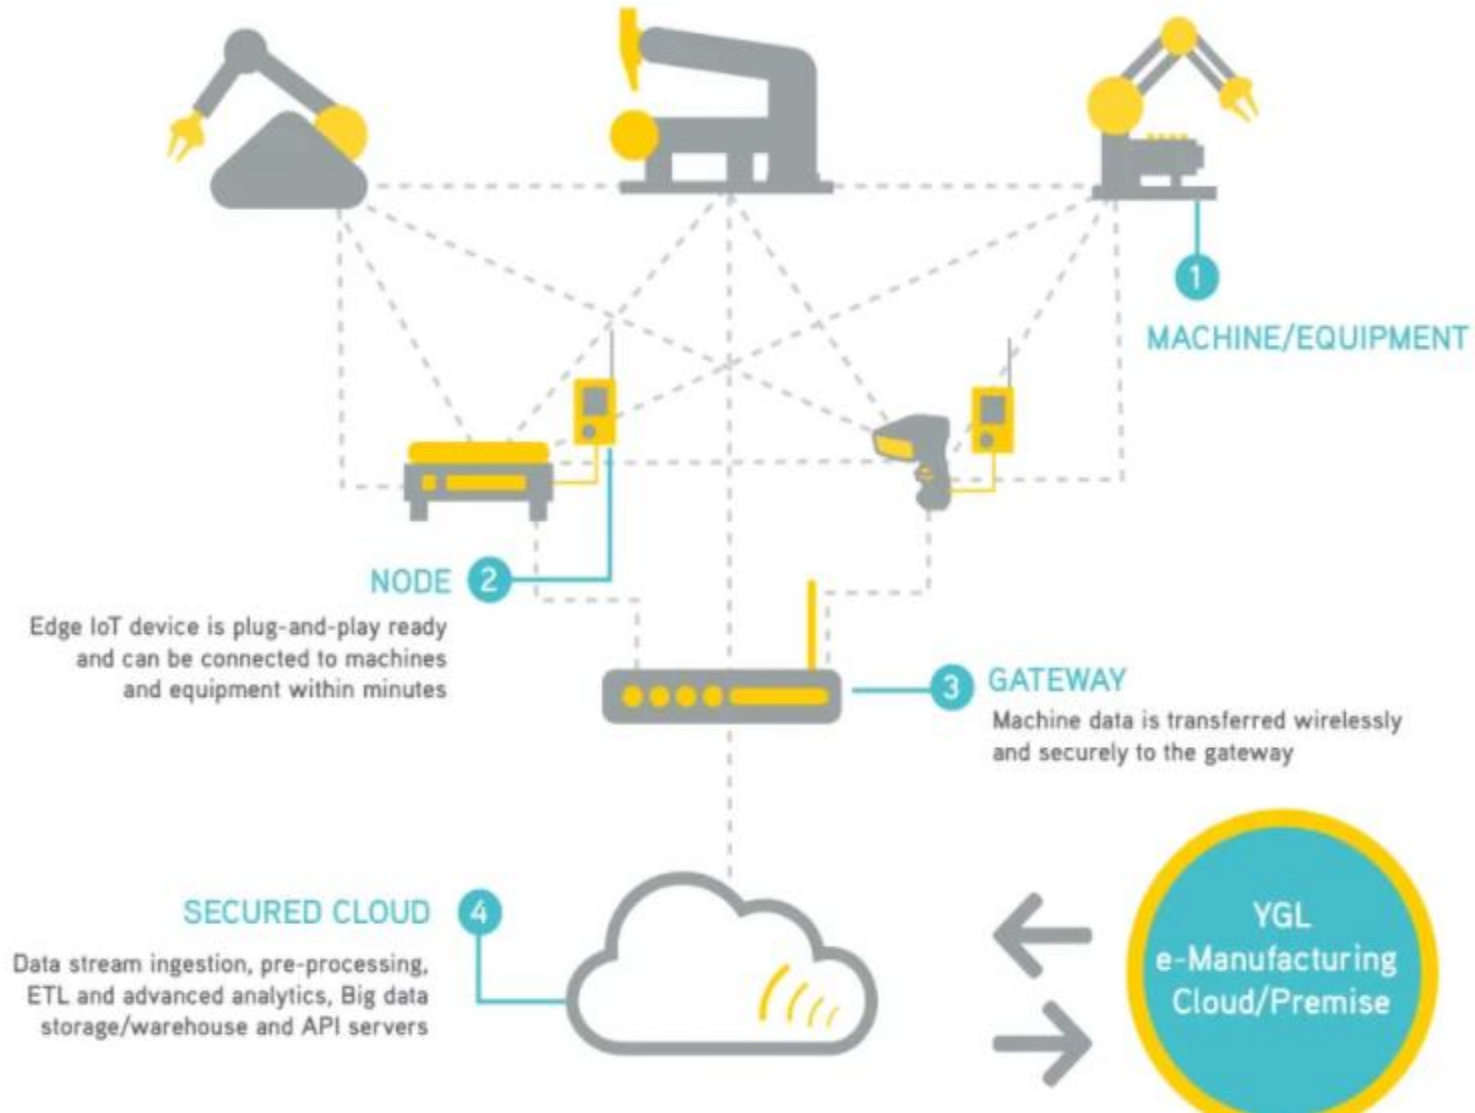 1
MACHINE/EQUIPMENT
NODE 2
Edge IoT device is plug-and-play ready
and can be connected to machines
and equipment within minutes
3 GATEWAY
Machine data is transferred wirelessly
and securely to the gateway
SECURED CLOUD 4
Data stream ingestion, pre-processing,
ETL and advanced analytics, Big data
storage/warehouse and API servers
YGL
e-Manufacturing
Cloud/Premise